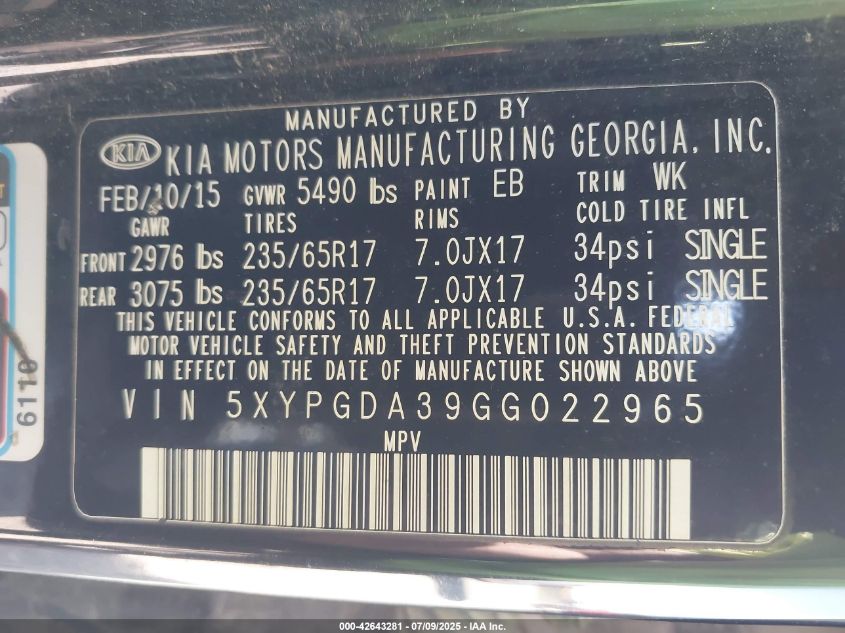 MANUFACTURED BY
KIA KIA MOTORS MANUFACTURING GEORGIA, INC.
FEB/10/15 GVWR 5490 lbs PAINT EB TRIM WK
GAWR TIRES RIMS COLD TIRE INFL
FRONT 2976 lbs 235/65R17 7.0JX17 34psi SINGLE
REAR 3075 lbs 235/65R17 7.0JX17 34psi SINGLE
THIS VEHICLE CONFORMS TO ALL APPLICABLE U.S.A. FEDERAL
MOTOR VEHICLE SAFETY AND THEFT PREVENTION STANDARDS
IN EFFECT ON THE DATE OF MANUFACTURE SHOWN ABOVE
VIN 5XYPGDA39GG022965
MPV
6110
000-42643281 - 07/09/2025 - IAA Inc.